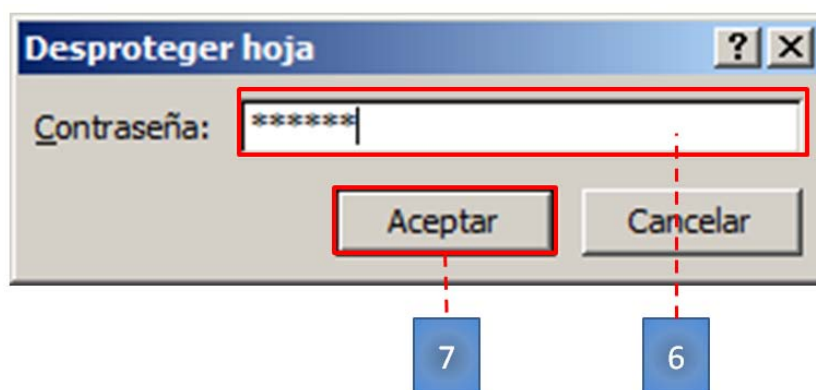 Desproteger hoja ? X
Contraseña: ******
Aceptar Cancelar
7 6